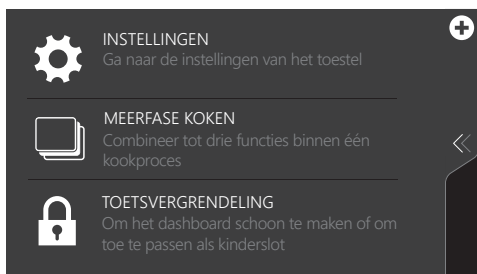 INSTELLINGEN
Ga naar de instellingen van het toestel
MEERFASE KOKEN
Combineer tot drie functies binnen één
kookproces
TOETSVERGRENDELING
Om het dashboard schoon te maken of om
toe te passen als kinderslot